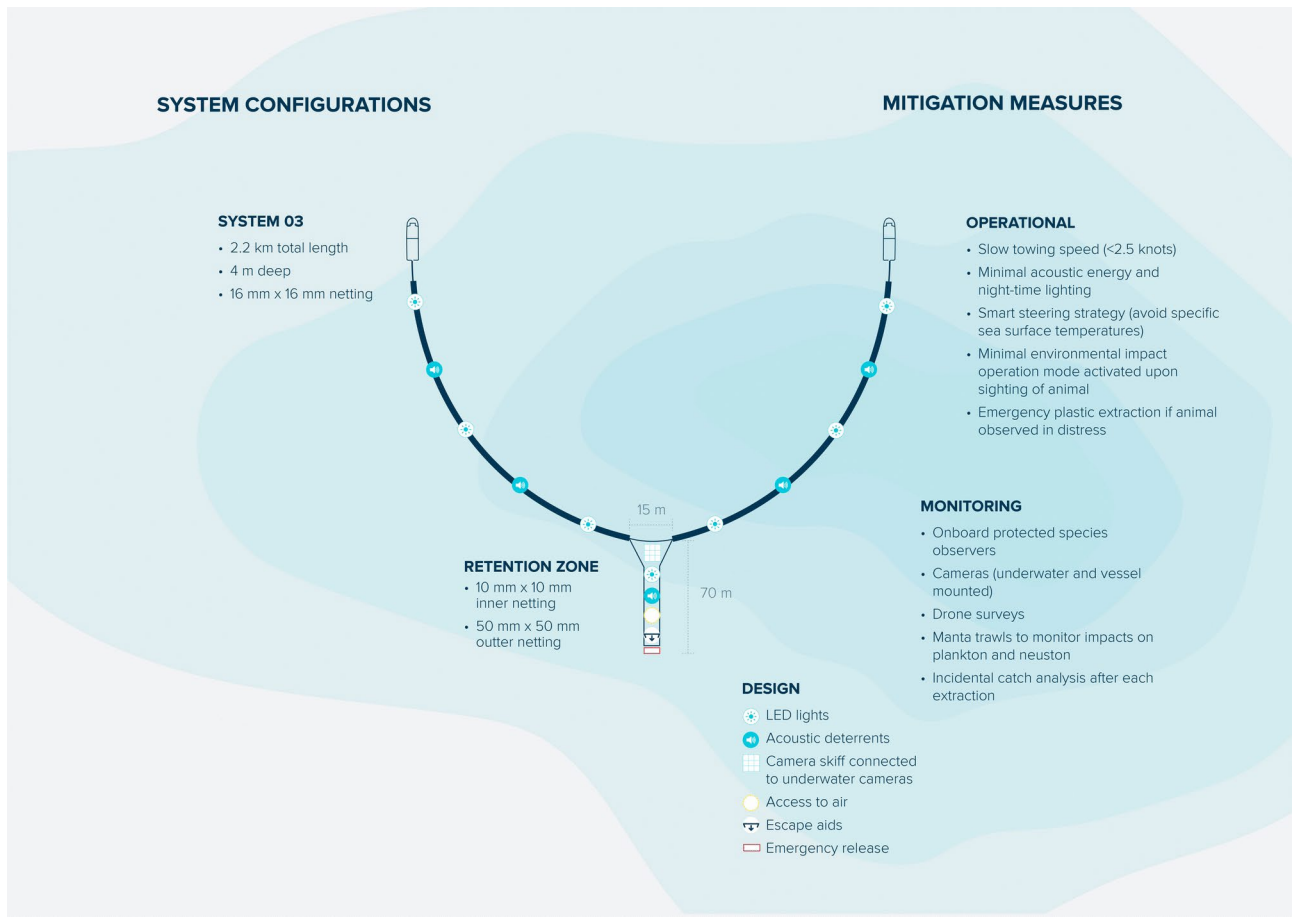 SYSTEM CONFIGURATIONS
MITIGATION MEASURES
SYSTEM 03
• 2.2 km total length
• 4 m deep
• 16 mm x 16 mm netting
OPERATIONAL
• Slow towing speed (<2.5 knots)
• Minimal acoustic energy and
night-time lighting
• Smart steering strategy (avoid specific
sea surface temperatures)
• Minimal environmental impact
operation mode activated upon
sighting of animal
• Emergency plastic extraction if animal
observed in distress
15 m
70 m
RETENTION ZONE
• 10 mm x 10 mm
inner netting
• 50 mm x 50 mm
outter netting
MONITORING
• Onboard protected species
observers
• Cameras (underwater and vessel
mounted)
• Drone surveys
• Manta trawls to monitor impacts on
plankton and neuston
• Incidental catch analysis after each
extraction
DESIGN
LED lights
Acoustic deterrents
Camera skiff connected
to underwater cameras
Access to air
Escape aids
Emergency release